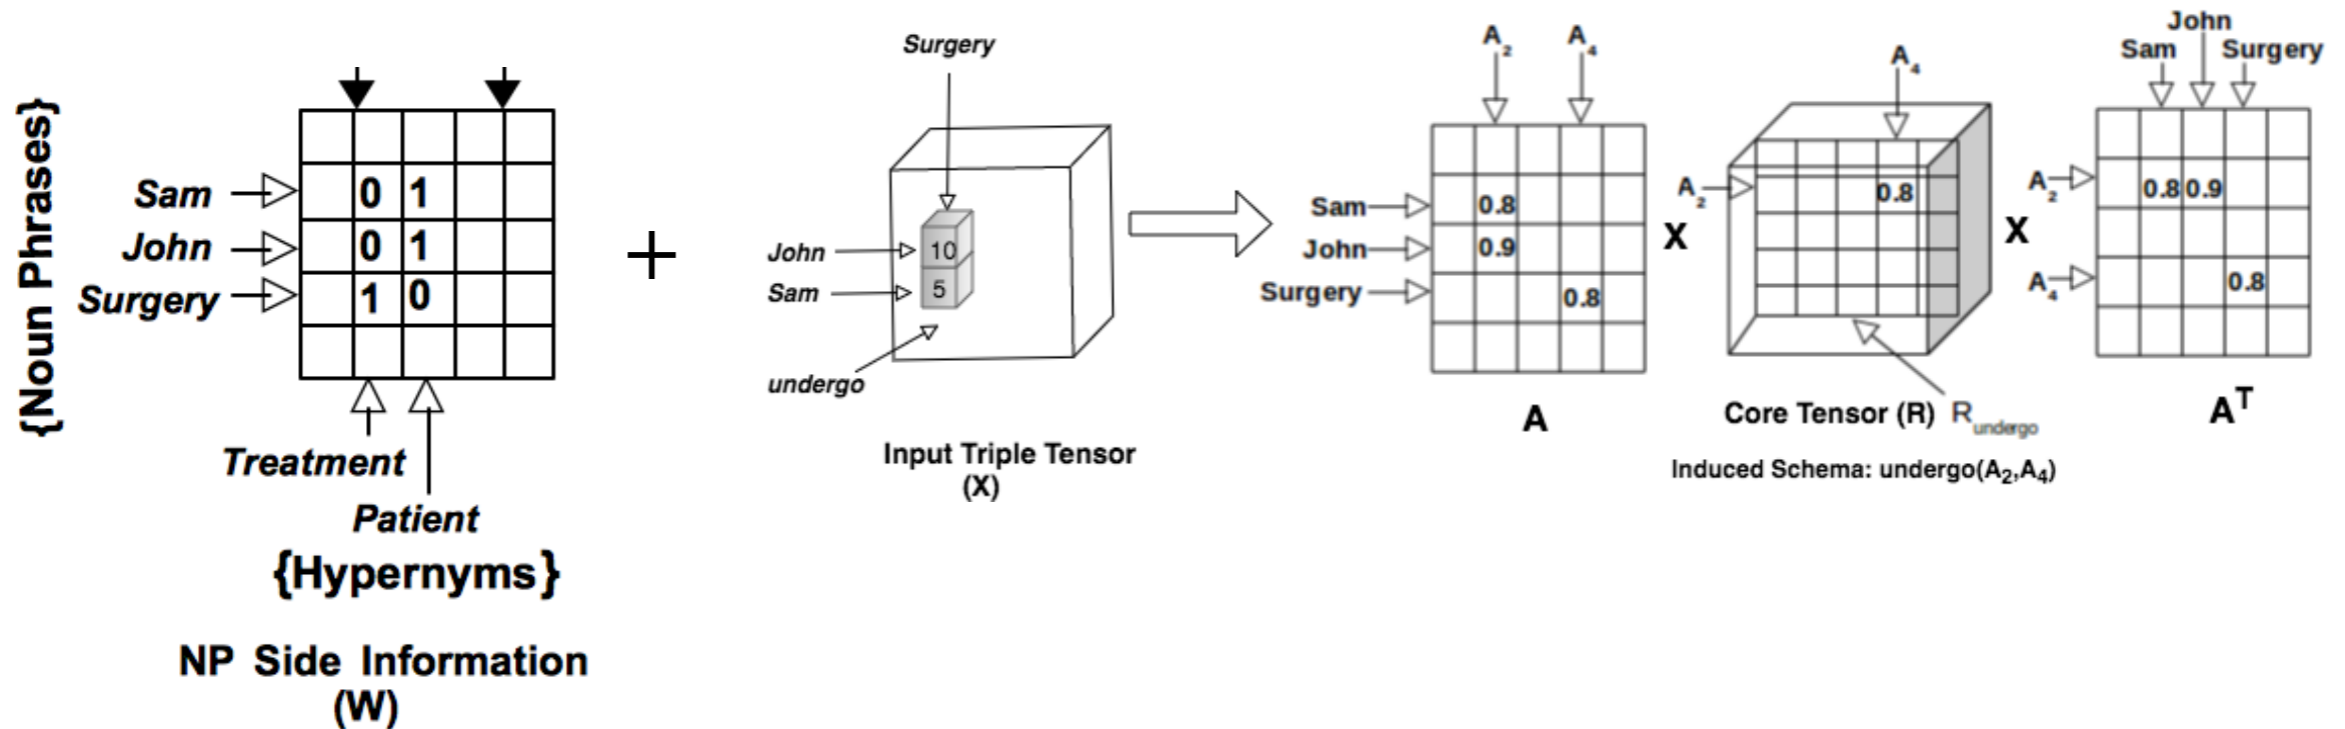 {Noun Phrases}
Sam
John
Surgery
0 1
0 1
1 0
Treatment
Patient
{Hypernyms}
NP Side Information
(W)
+
Surgery
John
Sam
10
5
undergo
Input Triple Tensor
(X)
A2 A4
Sam
John
Surgery
0.8
0.9
0.8
A
X
A4
A2
0.8
Core Tensor (R) Rundergo
Induced Schema: undergo(A2,A4)
X
John
Sam Surgery
A2
A4
0.8 0.9
0.8
AT